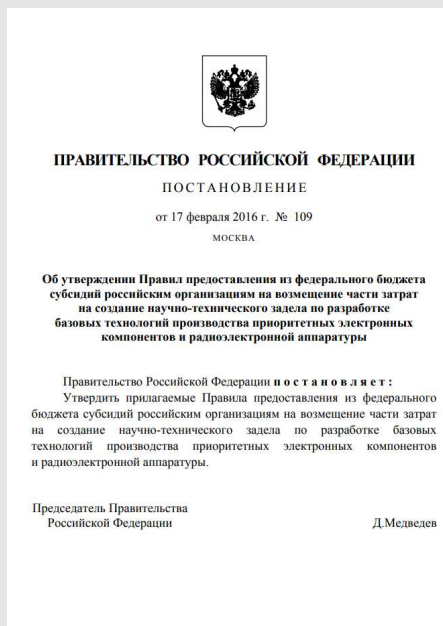 ПРАВИТЕЛЬСТВО РОССИЙСКОЙ ФЕДЕРАЦИИ
ПОСТАНОВЛЕНИЕ
от 17 февраля 2016 г. № 109
МОСКВА
Об утверждении Правил предоставления из федерального бюджета
субсидий российским организациям на возмещение части затрат
на создание научно-технического задела по разработке
базовых технологий производства приоритетных электронных
компонентов и радиоэлектронной аппаратуры
Правительство Российской Федерации постановляет:
Утвердить прилагаемые Правила предоставления из федерального
бюджета субсидий российским организациям на возмещение части затрат
на создание научно-технического задела по разработке базовых
технологий производства приоритетных электронных компонентов
и радиоэлектронной аппаратуры.
Председатель Правительства
Российской Федерации Д.Медведев